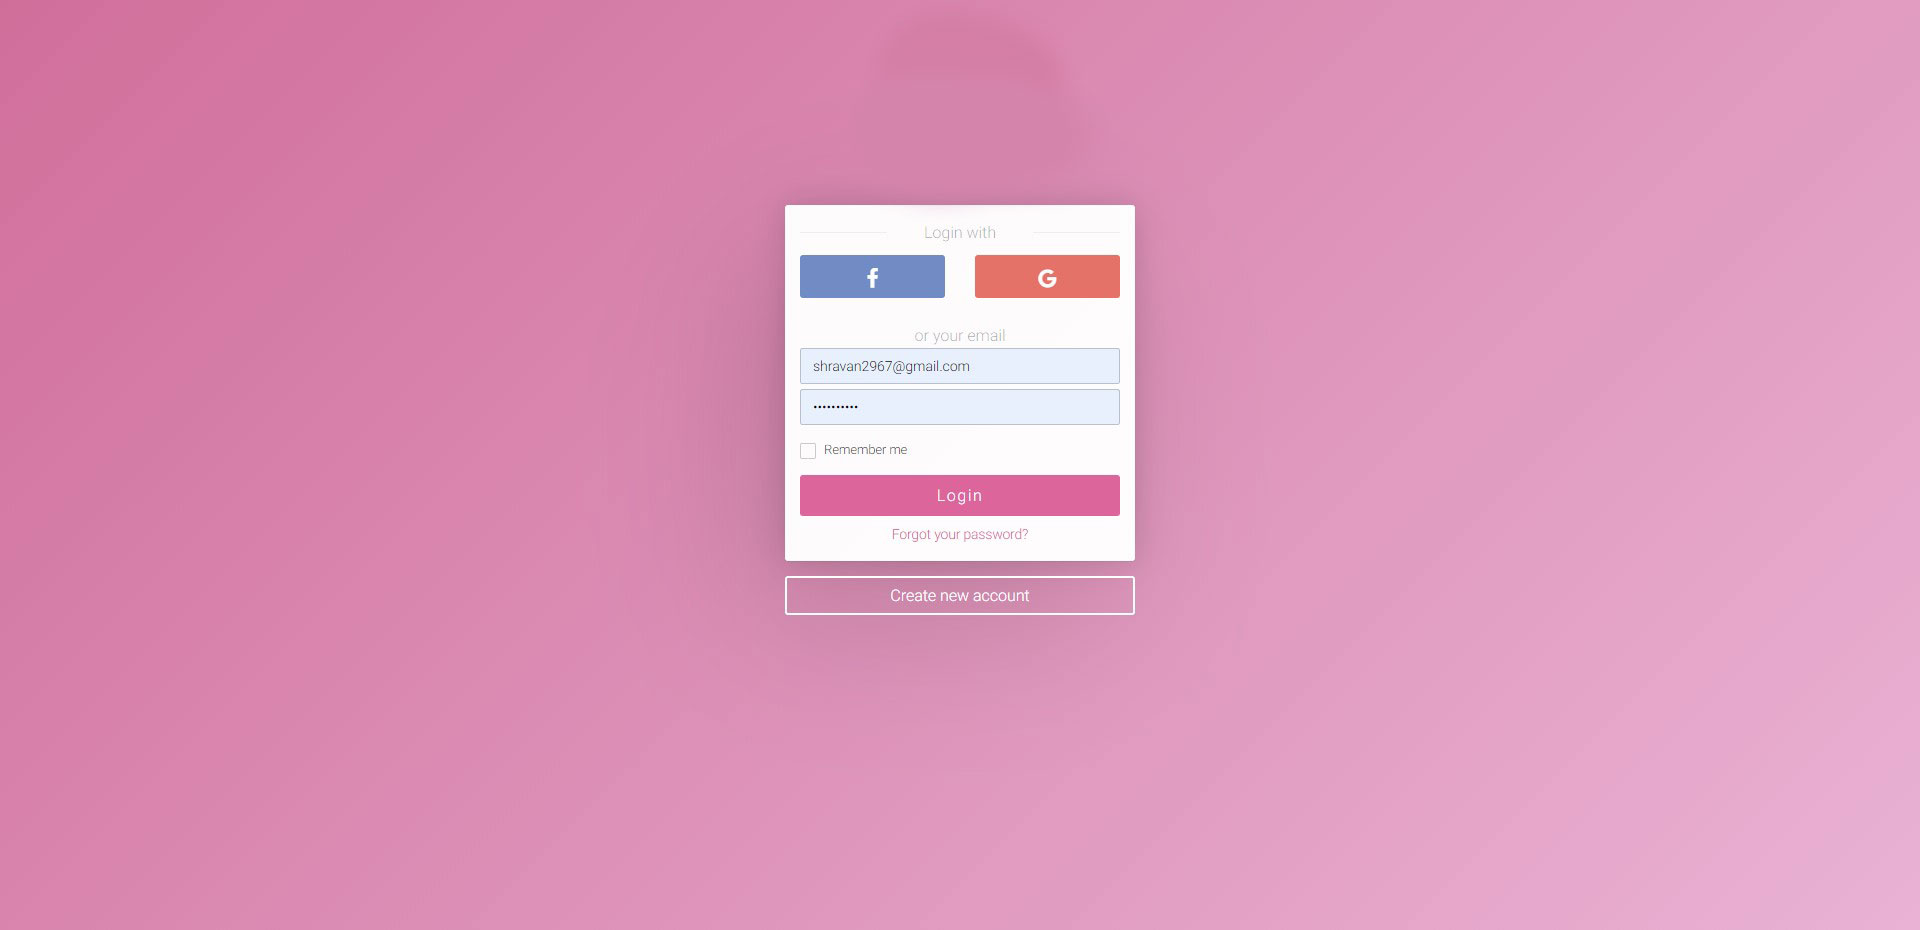 Login with
or your email
shravan2967@gmail.com
••••••••••
Remember me
Login
Forgot your password?
Create new account